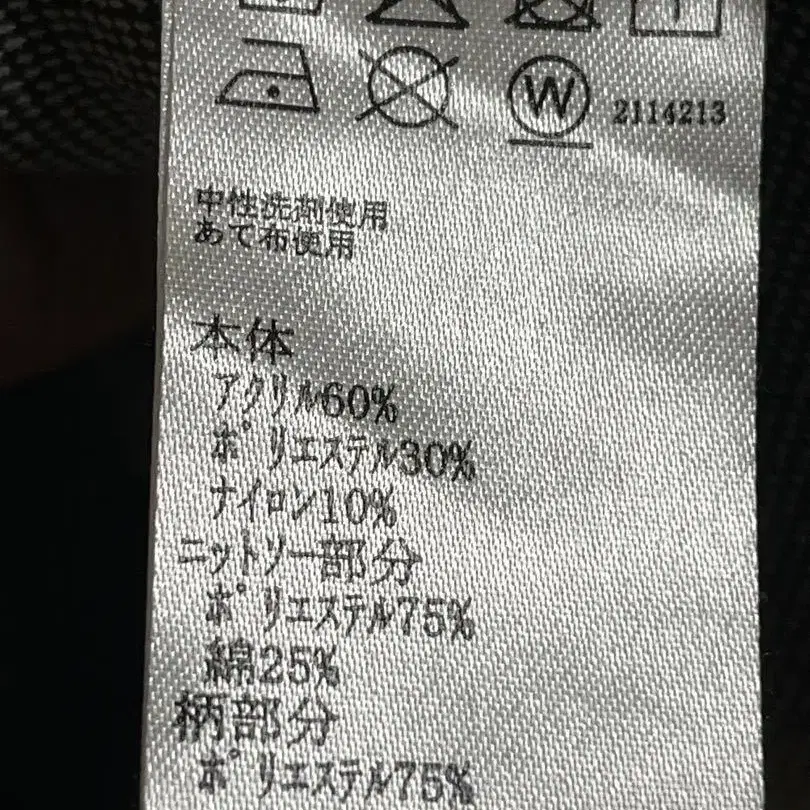 W 2114213
中性洗剤使用
あて布使用
本体
アクリル60%
ポリエステル30%
ナイロン10%
ニットソー部分
ポリエステル75%
綿25%
柄部分
ポリエステル75%